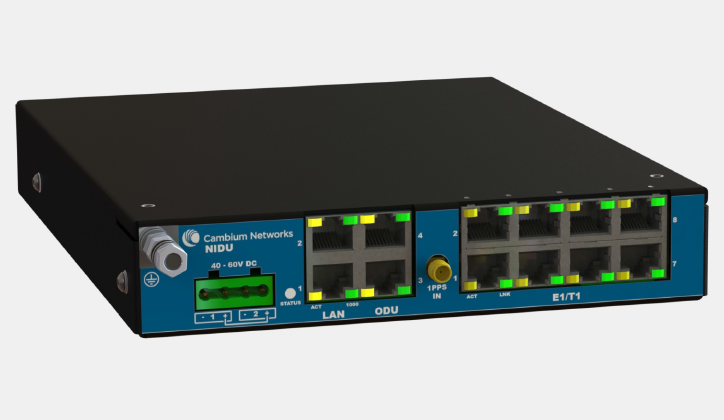 Cambium Networks
NIDU
40 - 60V DC
- 1 + - 2 +
1
STATUS
2
4
3
ACT
1000
LAN
ODU
1PPS
IN
2
1
8
7
ACT
LNK
E1/T1